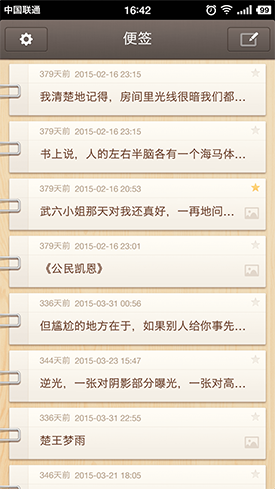 中国联通 16:42 99
便签
379天前 2015-02-16 23:15
我清楚地记得，房间里光线很暗我们都...
379天前 2015-02-16 23:15
书上说，人的左右半脑各有一个海马体...
379天前 2015-02-16 20:53
武六小姐那天对我还真好，一再地问...
379天前 2015-02-16 23:01
《公民凯恩》
336天前 2015-03-31 00:56
但尴尬的地方在于，如果别人给你事先...
344天前 2015-03-23 15:47
逆光，一张对阴影部分曝光，一张对高...
336天前 2015-03-31 22:55
楚王梦雨
346天前 2015-03-21 18:05